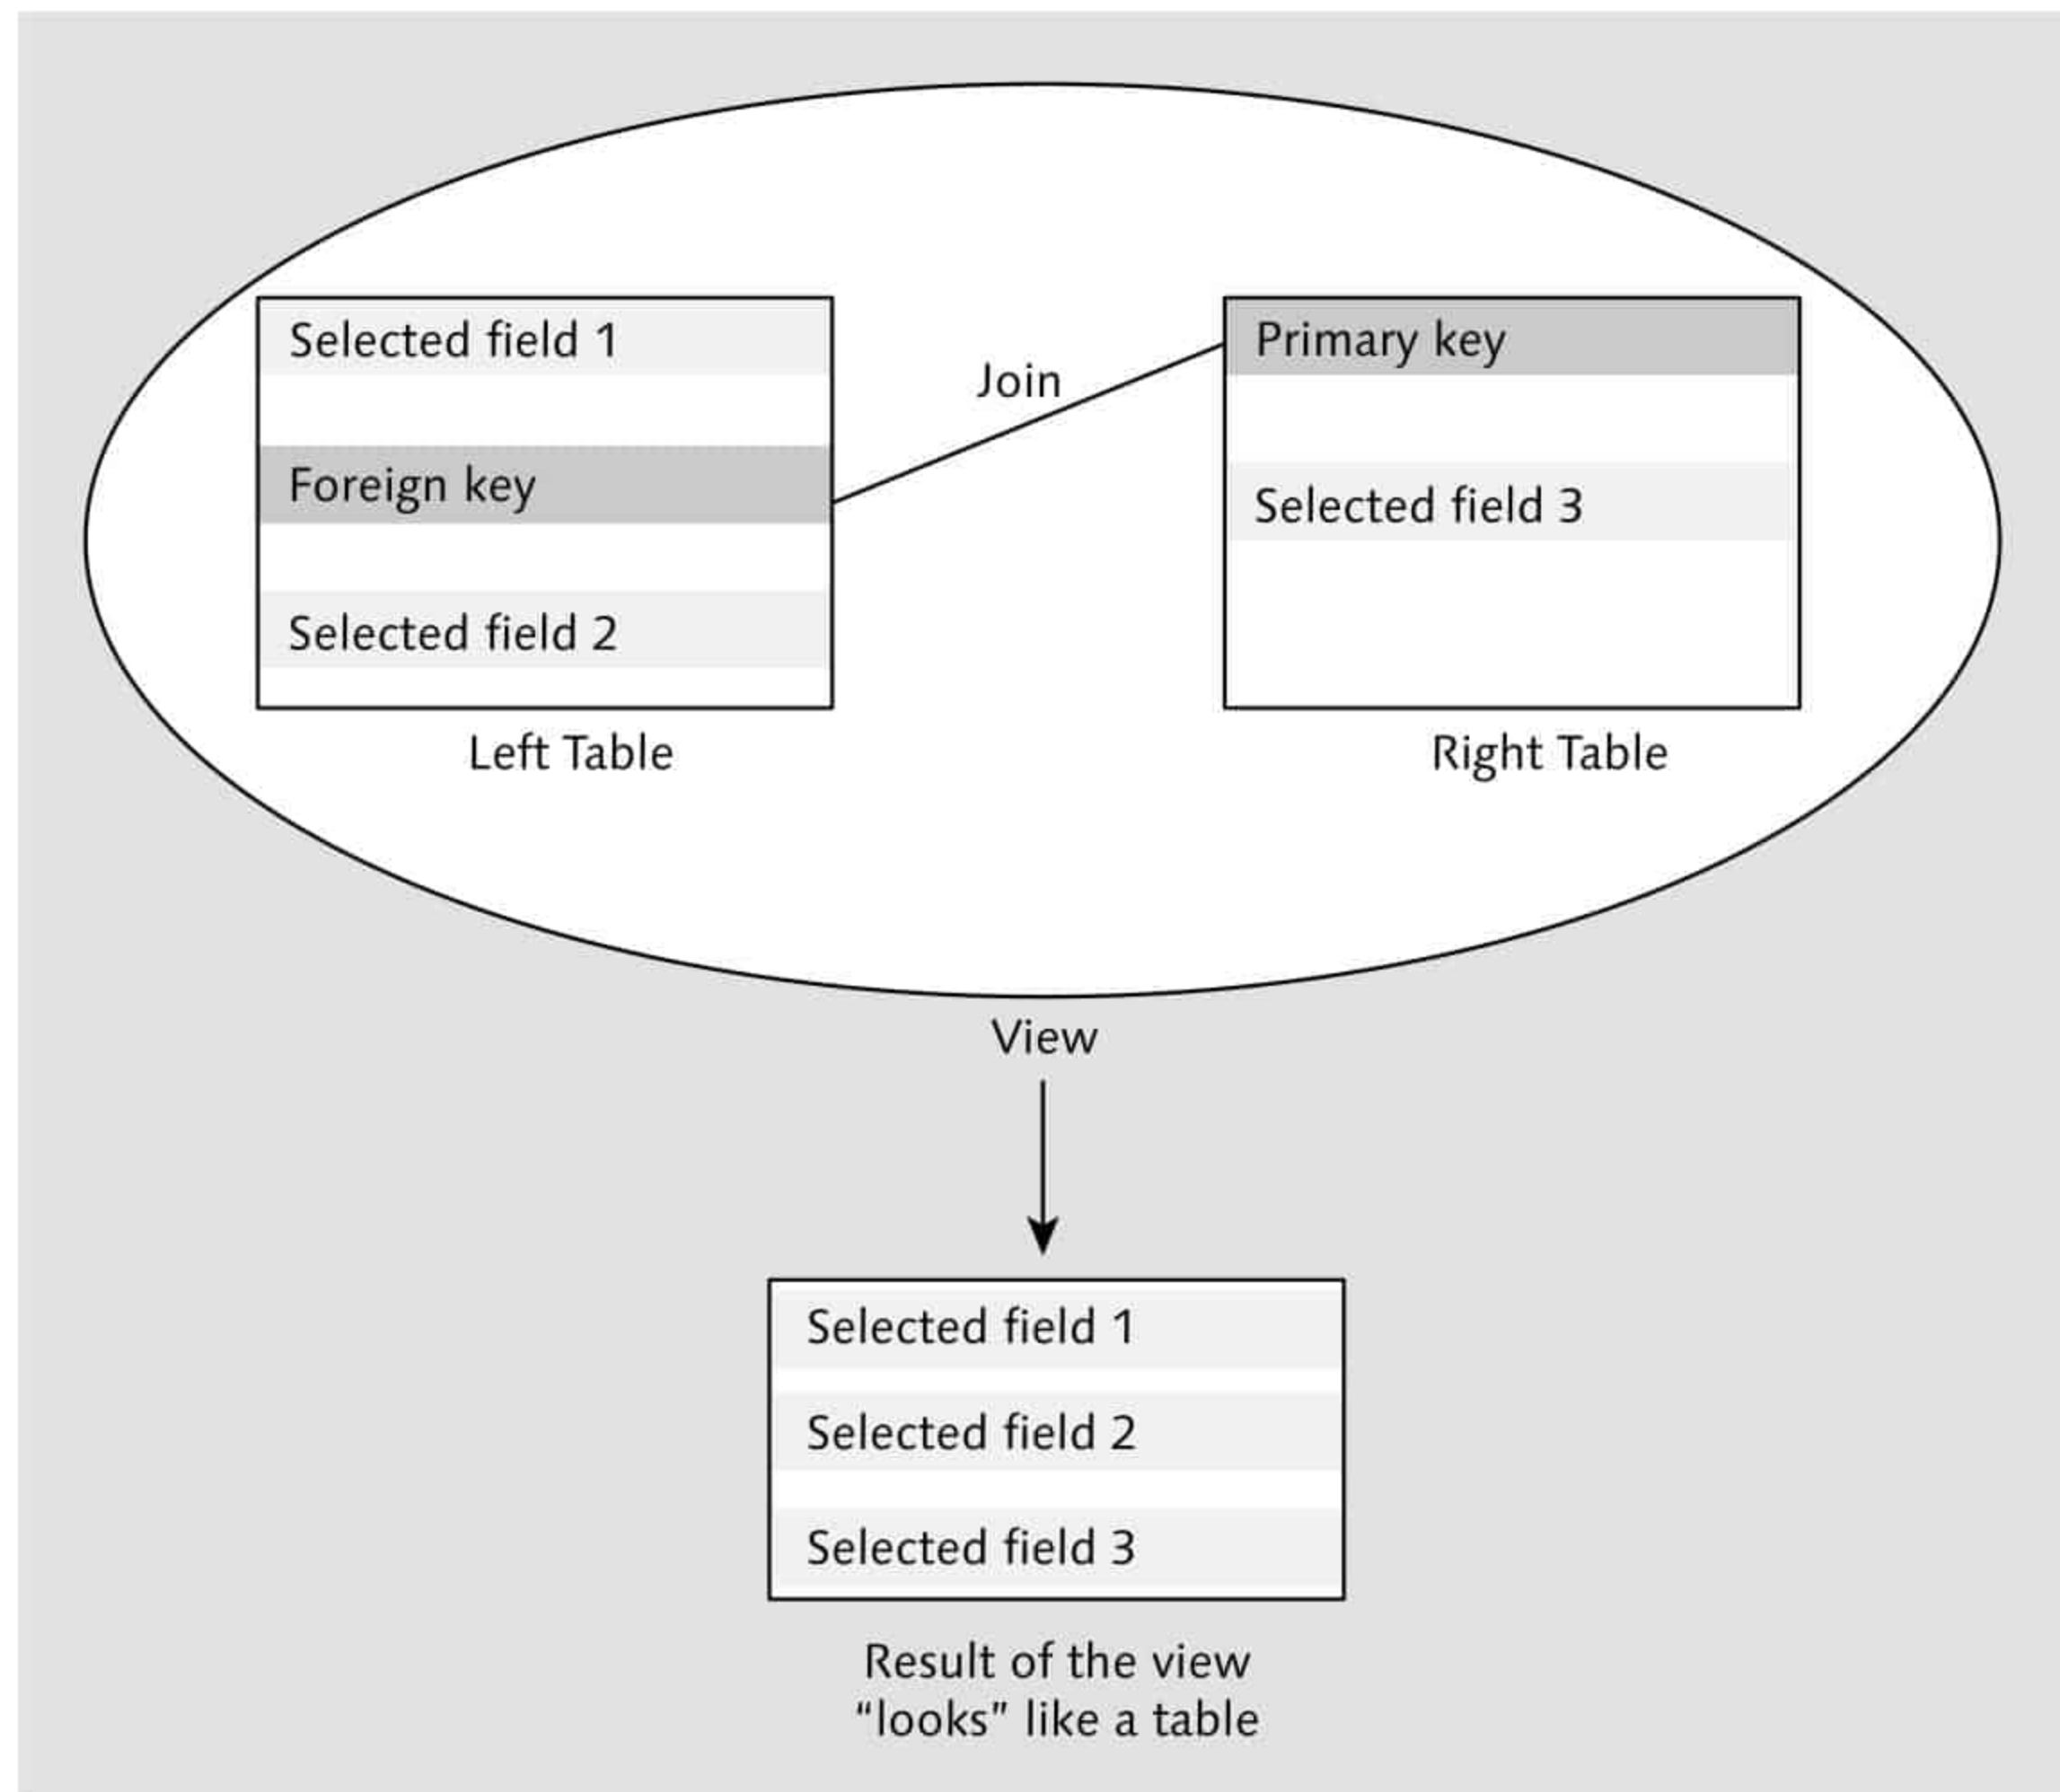 Selected field 1
Foreign key
Selected field 2
Left Table
Join
Primary key
Selected field 3
Right Table
View
Selected field 1
Selected field 2
Selected field 3
Result of the view
“looks” like a table